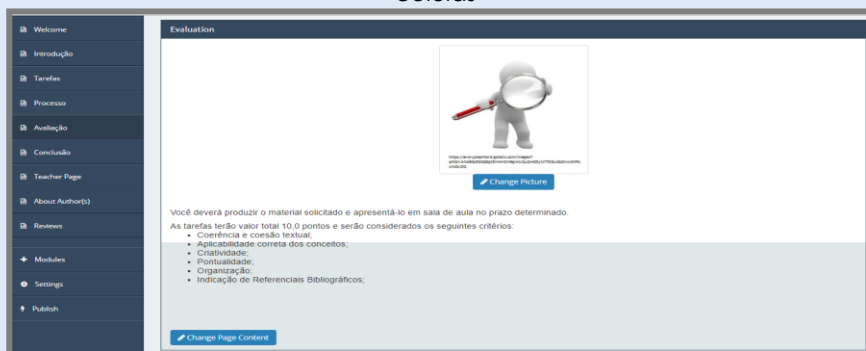 Welcome
Introdução
Tarefas
Processo
Avaliação
Conclusão
Teacher Page
About Author(s)
Reviews
Modules
Settings
Publish
Evaluation
Change Picture
Você deverá produzir o material solicitado e apresentá-lo em sala de aula no prazo determinado.
As tarefas terão valor total 10,0 pontos e serão considerados os seguintes critérios:
Coerência e coesão textual;
Aplicabilidade correta dos conceitos;
Criatividade;
Pontualidade;
Organização;
Indicação de Referenciais Bibliográficos;
Change Page Content